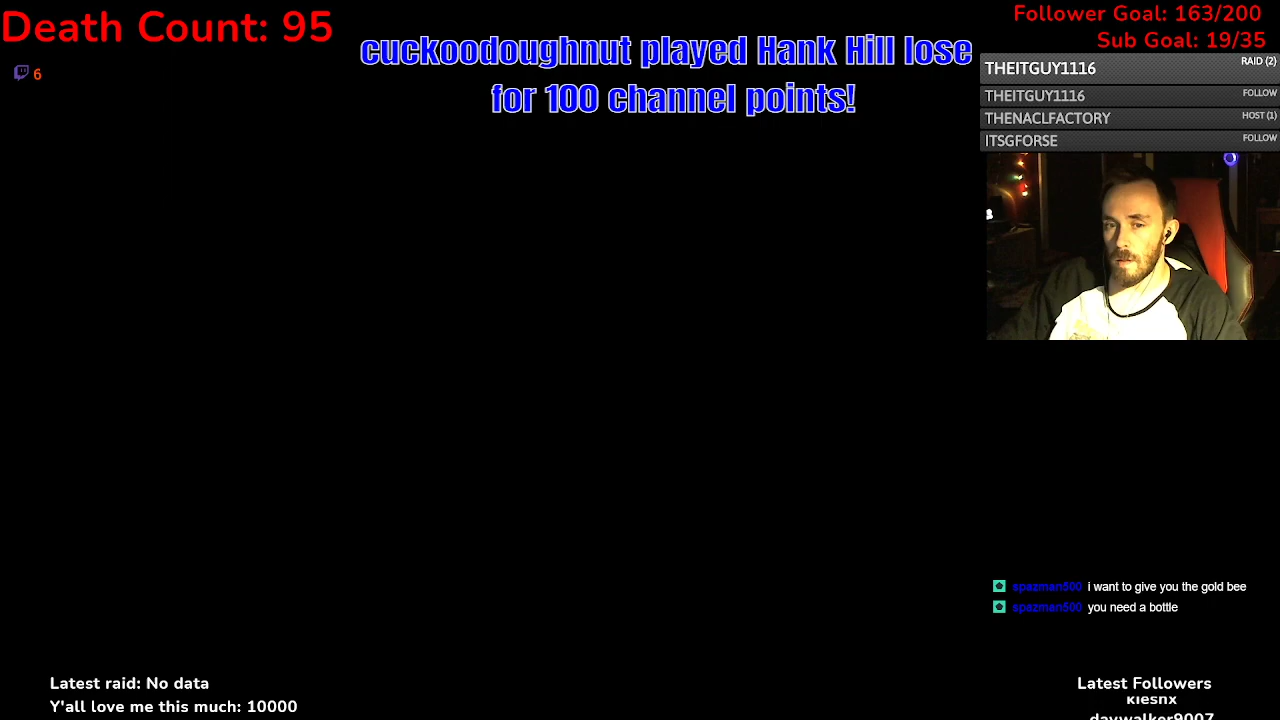 Death Count: 95
6
cuckoodoughnut played Hank Hill lose
for 100 channel points!
Follower Goal: 163/200
Sub Goal: 19/35
THEITGUY1116 RAID (2)
THEITGUY1116 FOLLOW
THENACLFACTORY HOST (1)
ITSGFORSE FOLLOW
spazman500 i want to give you the gold bee
spazman500 you need a bottle
Latest raid: No data
Y'all love me this much: 10000
Latest Followers
kiesnx
daywalker9007